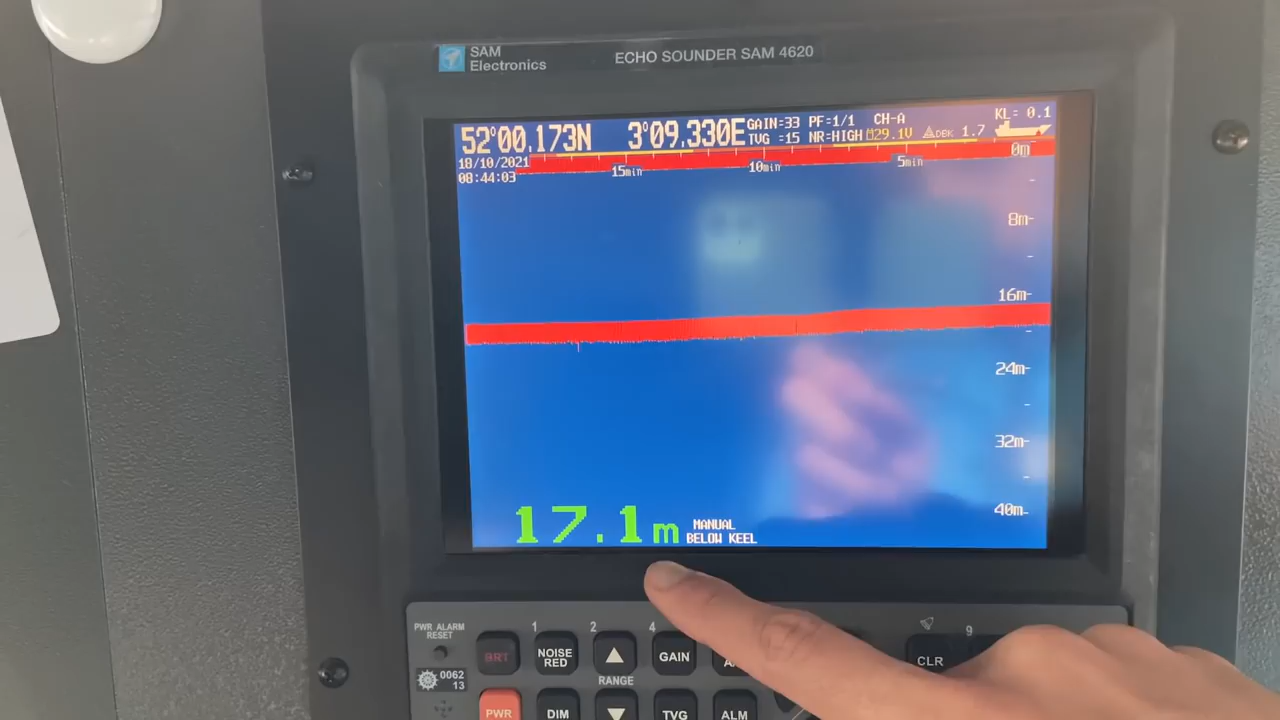 SAM
Electronics
ECHO SOUNDER SAM 4620
52°00.173N 3°09.330E
GAIN=33 PF=1/1 CH-A
TVG =15 NR=HIGH
KL= 0.1
29.1V DBK 1.7
18/10/2021
08:44:03
15min 10min 5min
0m
8m-
16m-
24m-
32m-
40m-
17.1m
MANUAL
BELOW KEEL
PWR ALARM
RESET
1 2 4 9
BRT
NOISE
RED
▲
GAIN
CLR
0062
13
RANGE
PWR
DIM
▼
TVG
ALM